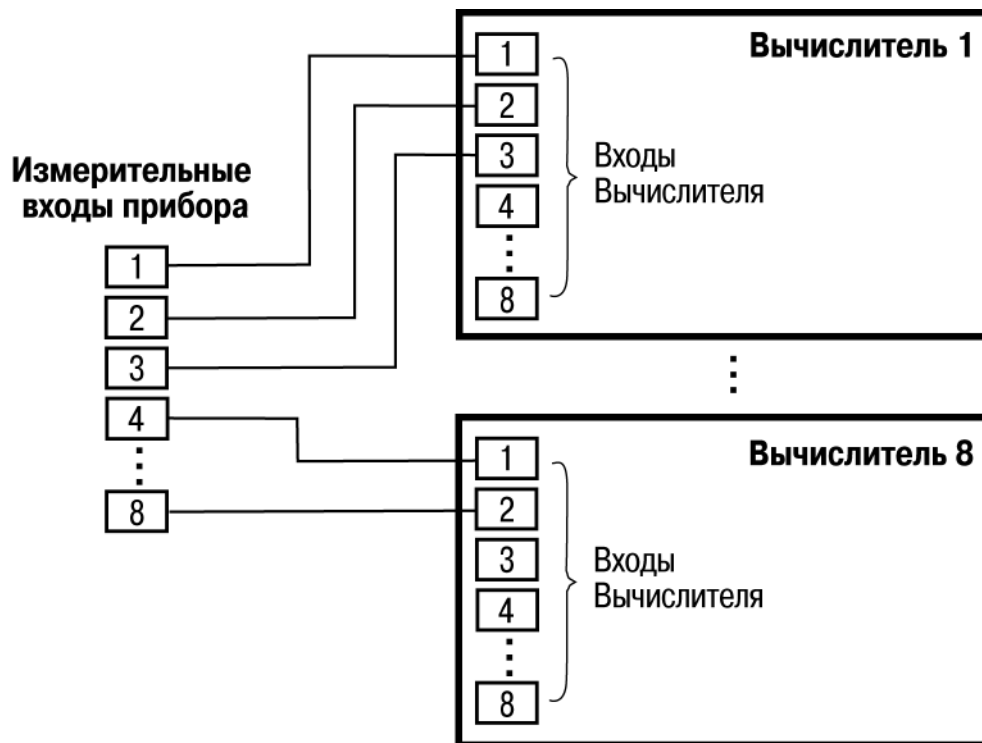 Измерительные
входы прибора
1
2
3
4
8
Вычислитель 1
1
2
3
4
8
Входы
Вычислителя
Вычислитель 8
1
2
3
4
8
Входы
Вычислителя